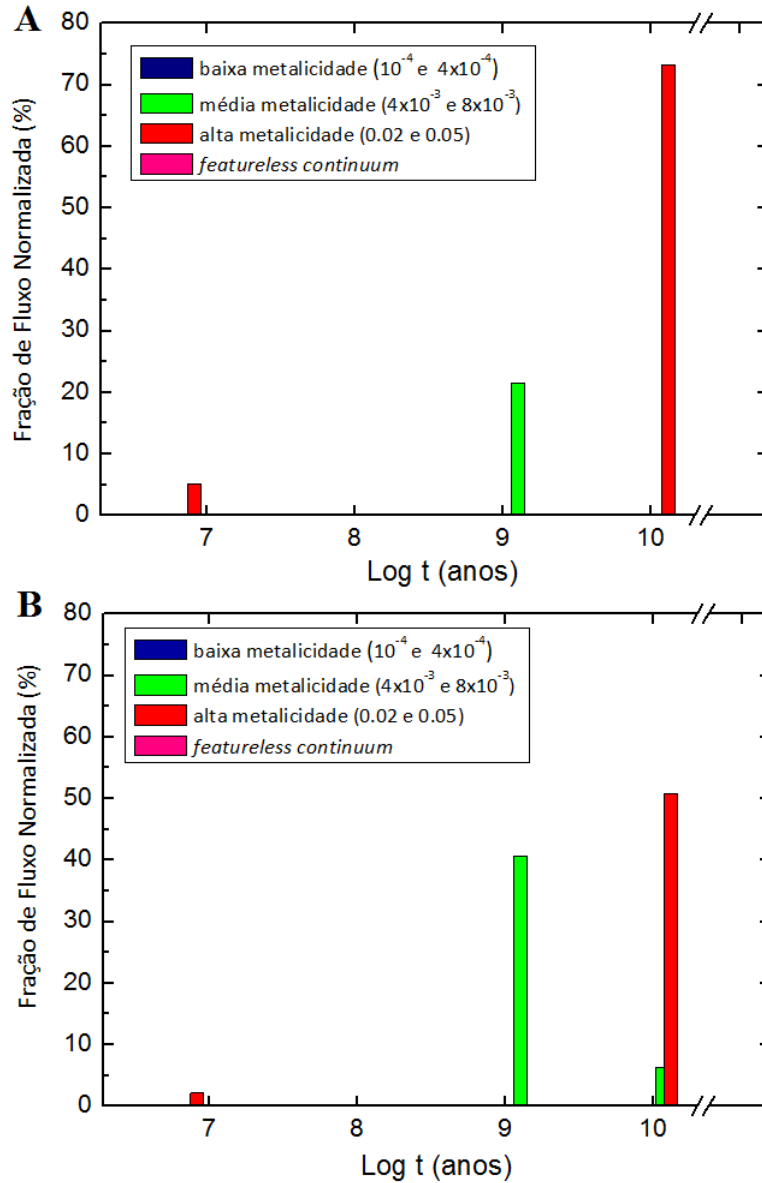 A
80
70
60
50
40
30
20
10
0
Fração de Fluxo Normalizada (%)
baixa metalicidade (10⁻⁴ e 4x10⁻⁴)
média metalicidade (4x10⁻³ e 8x10⁻³)
alta metalicidade (0.02 e 0.05)
featureless continuum
7 8 9 10
Log t (anos)
B
80
70
60
50
40
30
20
10
0
Fração de Fluxo Normalizada (%)
baixa metalicidade (10⁻⁴ e 4x10⁻⁴)
média metalicidade (4x10⁻³ e 8x10⁻³)
alta metalicidade (0.02 e 0.05)
featureless continuum
7 8 9 10
Log t (anos)